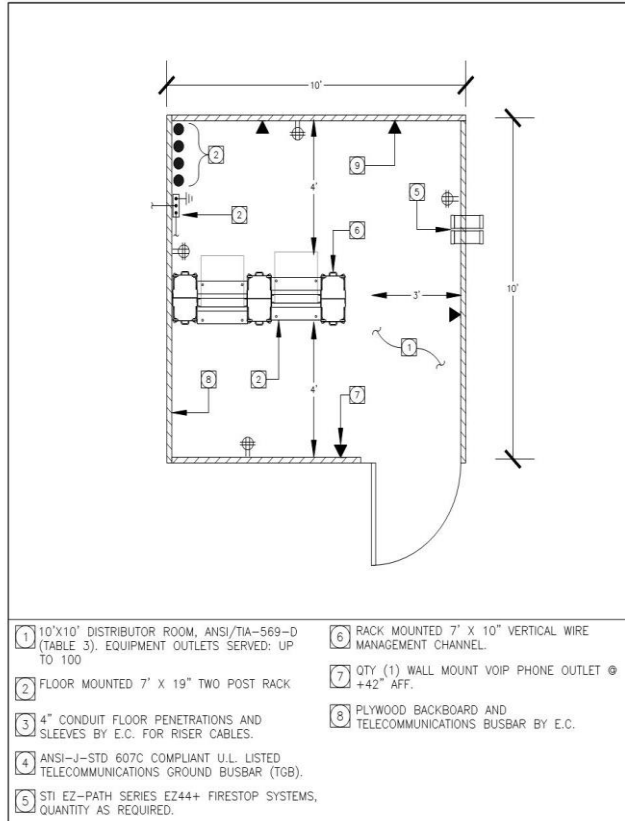 10'
2
9
5
4'
2
6
3'
10'
1
8
2
4'
7
1 10'X10' DISTRIBUTOR ROOM, ANSI/TIA-569-D
(TABLE 3). EQUIPMENT OUTLETS SERVED: UP
TO 100
2 FLOOR MOUNTED 7' X 19" TWO POST RACK
3 4" CONDUIT FLOOR PENETRATIONS AND
SLEEVES BY E.C. FOR RISER CABLES.
4 ANSI-J-STD 607C COMPLIANT U.L. LISTED
TELECOMMUNICATIONS GROUND BUSBAR (TGB).
5 STI EZ-PATH SERIES EZ44+ FIRESTOP SYSTEMS,
QUANTITY AS REQUIRED.
6 RACK MOUNTED 7' X 10" VERTICAL WIRE
MANAGEMENT CHANNEL.
7 QTY (1) WALL MOUNT VOIP PHONE OUTLET @
+42" AFF.
8 PLYWOOD BACKBOARD AND
TELECOMMUNICATIONS BUSBAR BY E.C.